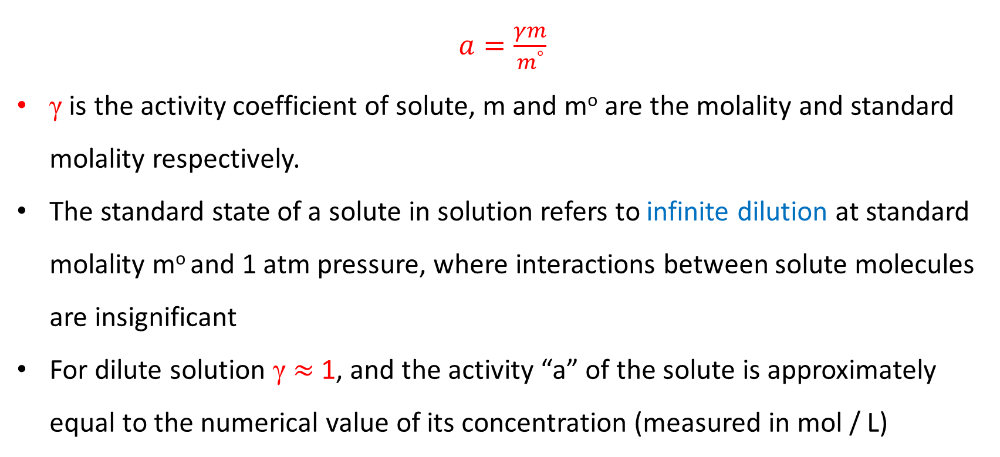 a = γm / m°
• γ is the activity coefficient of solute, m and mᵒ are the molality and standard
molality respectively.
• The standard state of a solute in solution refers to infinite dilution at standard
molality mᵒ and 1 atm pressure, where interactions between solute molecules
are insignificant
• For dilute solution γ ≈ 1, and the activity “a” of the solute is approximately
equal to the numerical value of its concentration (measured in mol / L)